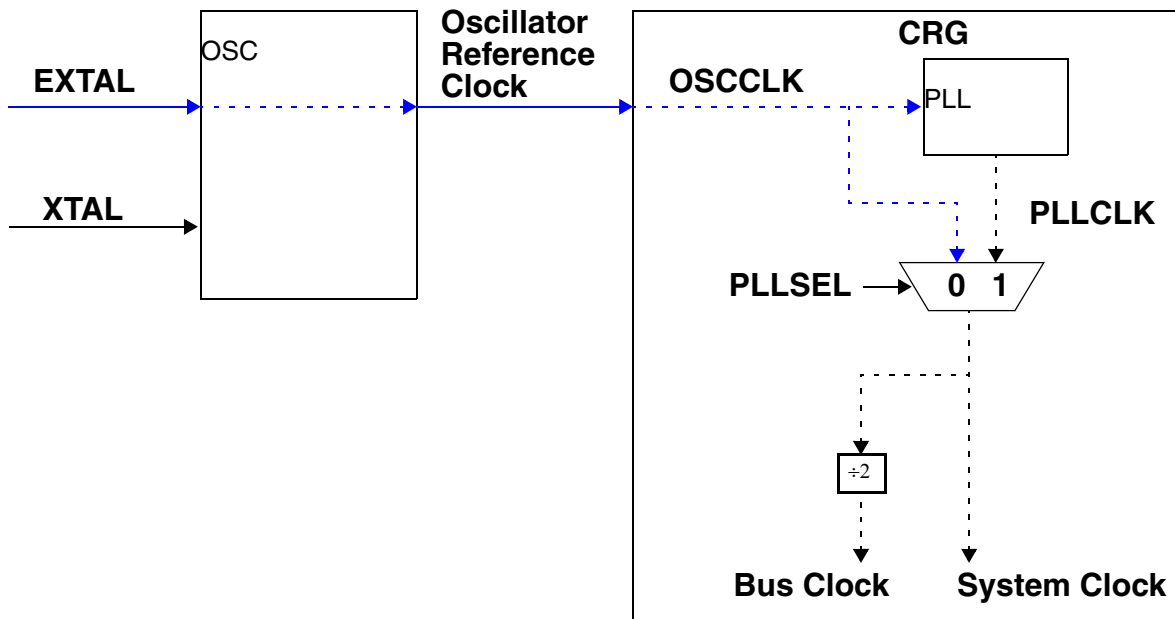 Oscillator
Reference
Clock
CRG
OSC
EXTAL
OSCCLK
PLL
XTAL
PLLCLK
PLLSEL
0 1
÷2
Bus Clock
System Clock